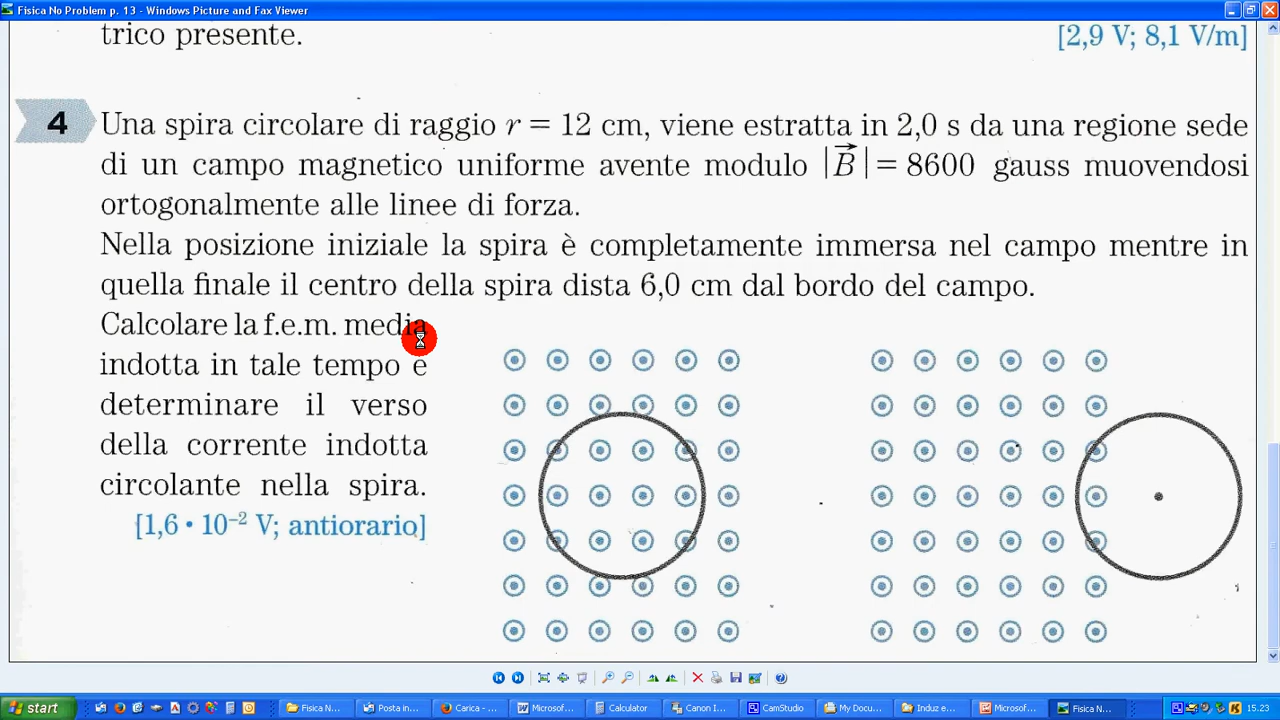 Fisica No Problem p. 13 - Windows Picture and Fax Viewer
trico presente.
[2,9 V; 8,1 V/m]
4
Una spira circolare di raggio r = 12 cm, viene estratta in 2,0 s da una regione sede
di un campo magnetico uniforme avente modulo |B⃗| = 8600 gauss muovendosi
ortogonalmente alle linee di forza.
Nella posizione iniziale la spira è completamente immersa nel campo mentre in
quella finale il centro della spira dista 6,0 cm dal bordo del campo.
Calcolare la f.e.m. media
indotta in tale tempo e
determinare il verso
della corrente indotta
circolante nella spira.
[1,6 • 10⁻² V; antiorario]
start
Fisica N...
Posta in...
Carica - ...
Microsof...
Calculator
Canon I...
CamStudio
My Docu...
Induz e...
Microsof...
Fisica N...
15.23